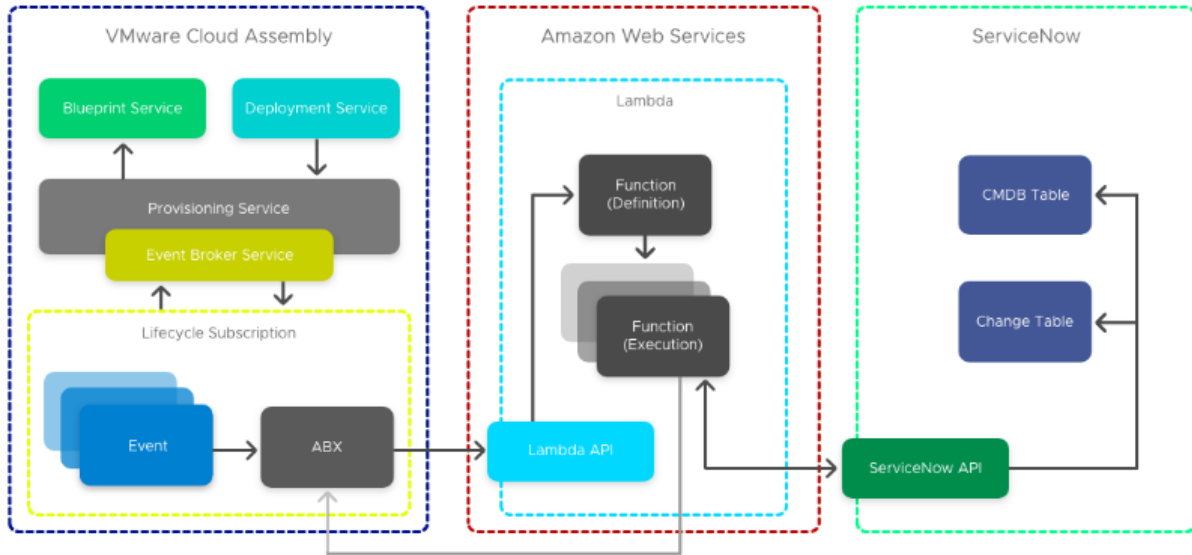 VMware Cloud Assembly
Blueprint Service
Deployment Service
Provisioning Service
Event Broker Service
Lifecycle Subscription
Event
ABX
Amazon Web Services
Lambda
Function
(Definition)
Function
(Execution)
Lambda API
ServiceNow
CMDB Table
Change Table
ServiceNow API